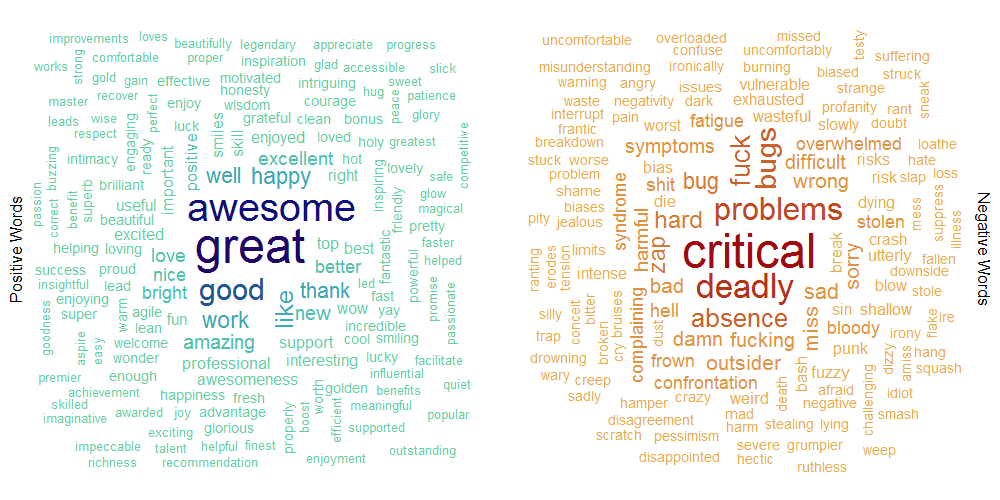 Positive Words
improvements
loves
beautifully
legendary
appreciate
progress
works
strong
comfortable
proper
inspiration
glad
accessible
slick
gold
gain
effective
motivated
intriguing
hug
sweet
master
recover
perfect
enjoy
honesty
wisdom
courage
peace
patience
leads
wise
engaging
luck
smiles
grateful
clean
bonus
glory
respect
ready
positive
skill
enjoyed
loved
holy
greatest
competitive
buzzing
intimacy
important
excellent
hot
inspiring
lovely
passion
correct
benefit
superb
brilliant
well
happy
right
friendly
safe
useful
awesome
glow
magical
beautiful
excited
great
top
best
fantastic
pretty
faster
helping
loving
love
better
powerful
helped
success
proud
nice
led
insightful
lead
bright
good
like
thank
fast
promise
passionate
enjoying
warm
agile
new
wow
yay
goodness
super
lean
fun
work
incredible
aspire
easy
welcome
amazing
support
cool
smiling
wonder
professional
interesting
lucky
facilitate
premier
enough
awesomeness
influential
quiet
achievement
happiness
fresh
worth
golden
benefits
skilled
awarded
joy
advantage
boost
efficient
meaningful
popular
imaginative
exciting
glorious
properly
supported
impeccable
talent
helpful
finest
outstanding
richness
recommendation
enjoyment
Negative Words
uncomfortable
overloaded
missed
testy
confuse
uncomfortably
suffering
misunderstanding
ironically
burning
biased
struck
warning
angry
issues
vulnerable
strange
sneak
waste
negativity
dark
exhausted
profanity
rant
interrupt
pain
wasteful
frantic
worst
fatigue
slowly
doubt
breakdown
symptoms
fuck
bugs
overwhelmed
loathe
stuck
worse
bias
difficult
risks
hate
problem
syndrome
shit
bug
wrong
risk
slap
loss
shame
die
dying
mess
suppress
biases
harmful
hard
problems
stolen
illness
pity
jealous
zap
critical
break
sorry
crash
utterly
fallen
ranting
erodes
tension
limits
intense
bad
deadly
sad
downside
blow
stole
silly
conceit
bitter
bruises
hell
absence
miss
sin
shallow
flake
ire
trap
broken
cry
dust
damn
fucking
bloody
irony
drowning
complaining
frown
outsider
punk
dizzy
amiss
hang
wary
creep
confrontation
bash
fuzzy
squash
sadly
crazy
weird
death
afraid
challenging
idiot
hamper
mad
negative
smash
disagreement
harm
stealing
lying
scratch
pessimism
severe
grumpier
weep
disappointed
hectic
ruthless